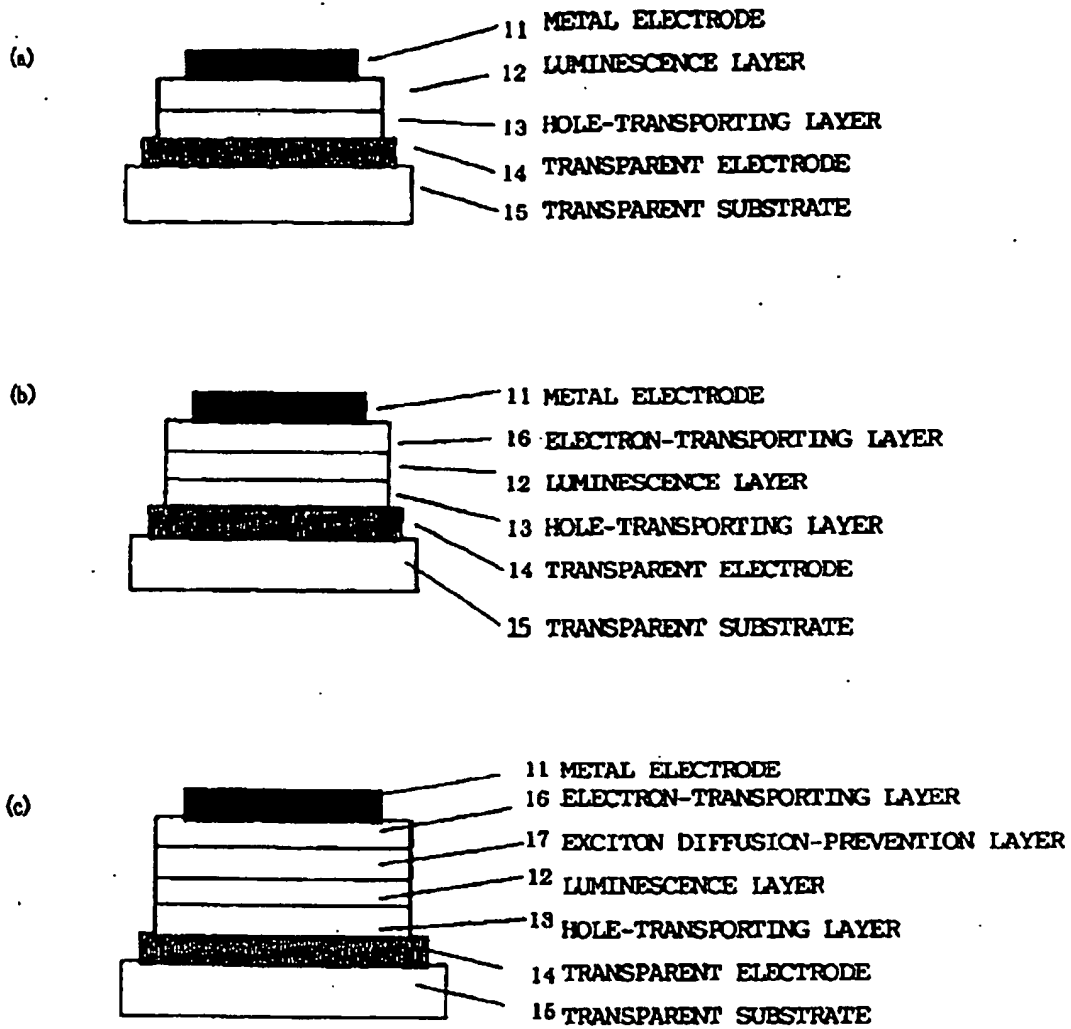 (a)
11 METAL ELECTRODE
12 LUMINESCENCE LAYER
13 HOLE-TRANSPORTING LAYER
14 TRANSPARENT ELECTRODE
15 TRANSPARENT SUBSTRATE
(b)
11 METAL ELECTRODE
16 ELECTRON-TRANSPORTING LAYER
12 LUMINESCENCE LAYER
13 HOLE-TRANSPORTING LAYER
14 TRANSPARENT ELECTRODE
15 TRANSPARENT SUBSTRATE
(c)
11 METAL ELECTRODE
16 ELECTRON-TRANSPORTING LAYER
17 EXCITON DIFFUSION-PREVENTION LAYER
12 LUMINESCENCE LAYER
13 HOLE-TRANSPORTING LAYER
14 TRANSPARENT ELECTRODE
15 TRANSPARENT SUBSTRATE